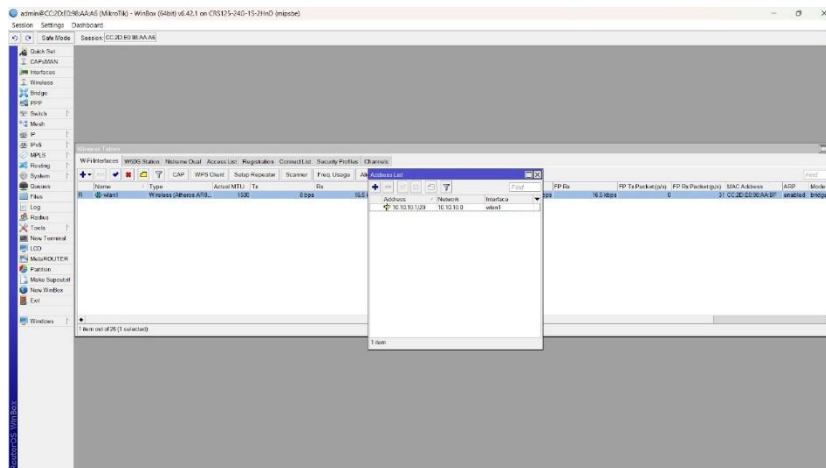 admin@CC:2D:E0:98:AA:A6 (MikroTik) - WinBox (64bit) v6.42.1 on CRS125-24G-1S-2HnD (mipsbe)
Session Settings Dashboard
Safe Mode Session: CC:2D:E0:98:AA:A6
Quick Set
CAPsMAN
Interfaces
Wireless
Bridge
PPP
Switch
Mesh
IP
IPv6
MPLS
Routing
System
Queues
Files
Log
Radius
Tools
New Terminal
LCD
MetaROUTER
Partition
Make Supout.rif
New WinBox
Exit
Windows
RouterOS WinBox
Wireless Tables
WiFi Interfaces W60G Station Nstreme Dual Access List Registration Connect List Security Profiles Channels
CAP WPS Client Setup Repeater Scanner Freq. Usage Find
Name Type Actual MTU Tx Rx FP Rx FP Tx Packet (p/s) FP Rx Packet (p/s) MAC Address ARP Mode
R wlan1 Wireless (Atheros AR9... 1500 0 bps 16.5 kbps 0 31 CC:2D:E0:98:AA:BF enabled bridge
1 item out of 26 (1 selected)
Address List
Find
Address Network Interface
10.10.10.1/29 10.10.10.0 wlan1
1 item